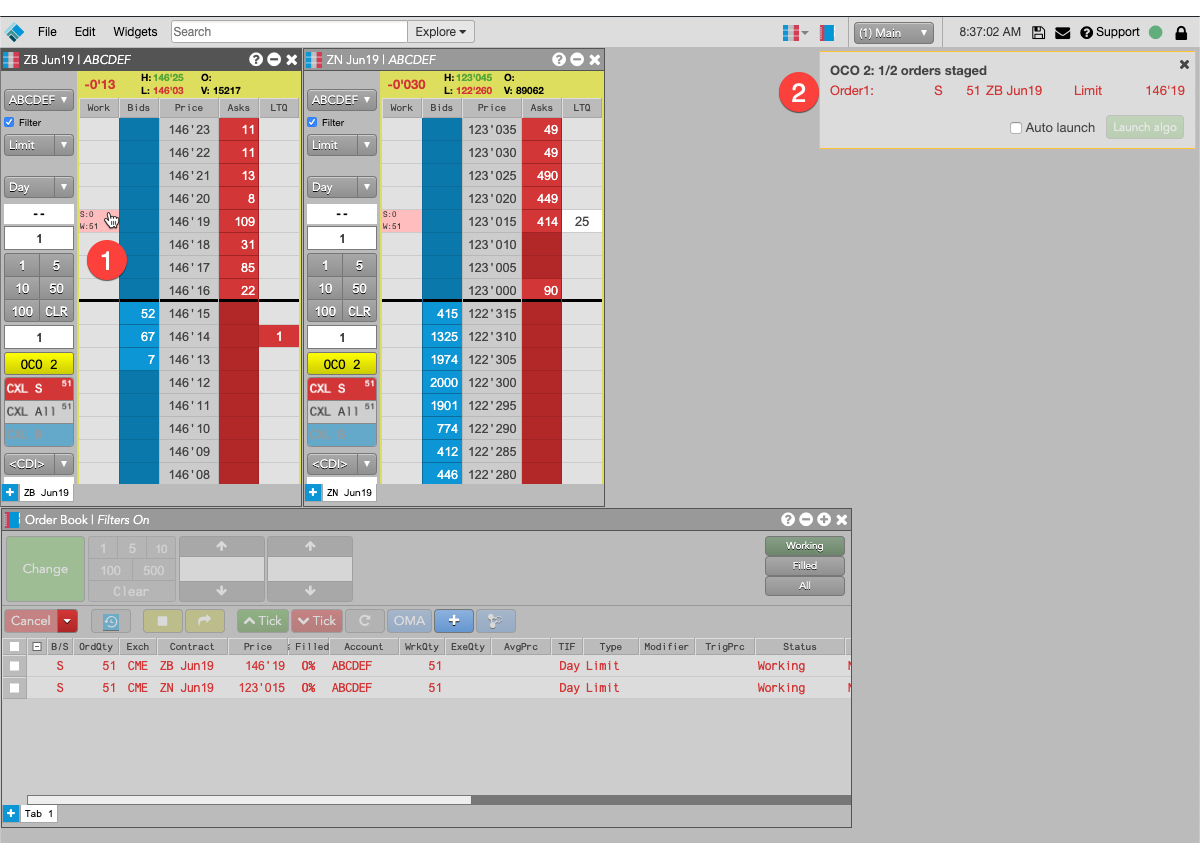 File Edit Widgets Search Explore (1) Main 8:37:02 AM Support
ZB Jun19 | ABCDEF
-0'13 H: 146'25 O:
L: 146'03 V: 15217
ABCDEF
Filter
Limit
Day
--
1
1 5
10 50
100 CLR
1
OCO 2
CXL S 51
CXL All 51
<CDI>
ZB Jun19
Work Bids Price Asks LTQ
146'23 11
146'22 11
146'21 13
146'20 8
S:0
W:51 146'19 109
1
146'18 31
146'17 85
146'16 22
52 146'15
67 146'14 1
7 146'13
146'12
146'11
146'10
146'09
146'08
ZN Jun19 | ABCDEF
-0'030 H: 123'045 O:
L: 122'260 V: 89062
ABCDEF
Filter
Limit
Day
--
1
1 5
10 50
100 CLR
1
OCO 2
CXL S 51
CXL All 51
<CDI>
ZN Jun19
Work Bids Price Asks LTQ
123'035 49
123'030 49
123'025 490
123'020 449
S:0
W:51 123'015 414 25
123'010
123'005
123'000 90
415 122'315
1325 122'310
1974 122'305
2000 122'300
1901 122'295
774 122'290
412 122'285
446 122'280
2
OCO 2: 1/2 orders staged
Order1: S 51 ZB Jun19 Limit 146'19
Auto launch Launch algo
Order Book | Filters On
Change
1 5 10
100 500
Clear
Working
Filled
All
Cancel Tick Tick C OMA +
B/S OrdQty Exch Contract Price Filled Account WrkQty ExeQty AvgPrc TIF Type Modifier TrigPrc Status
S 51 CME ZB Jun19 146'19 0% ABCDEF 51 Day Limit Working
S 51 CME ZN Jun19 123'015 0% ABCDEF 51 Day Limit Working
Tab 1